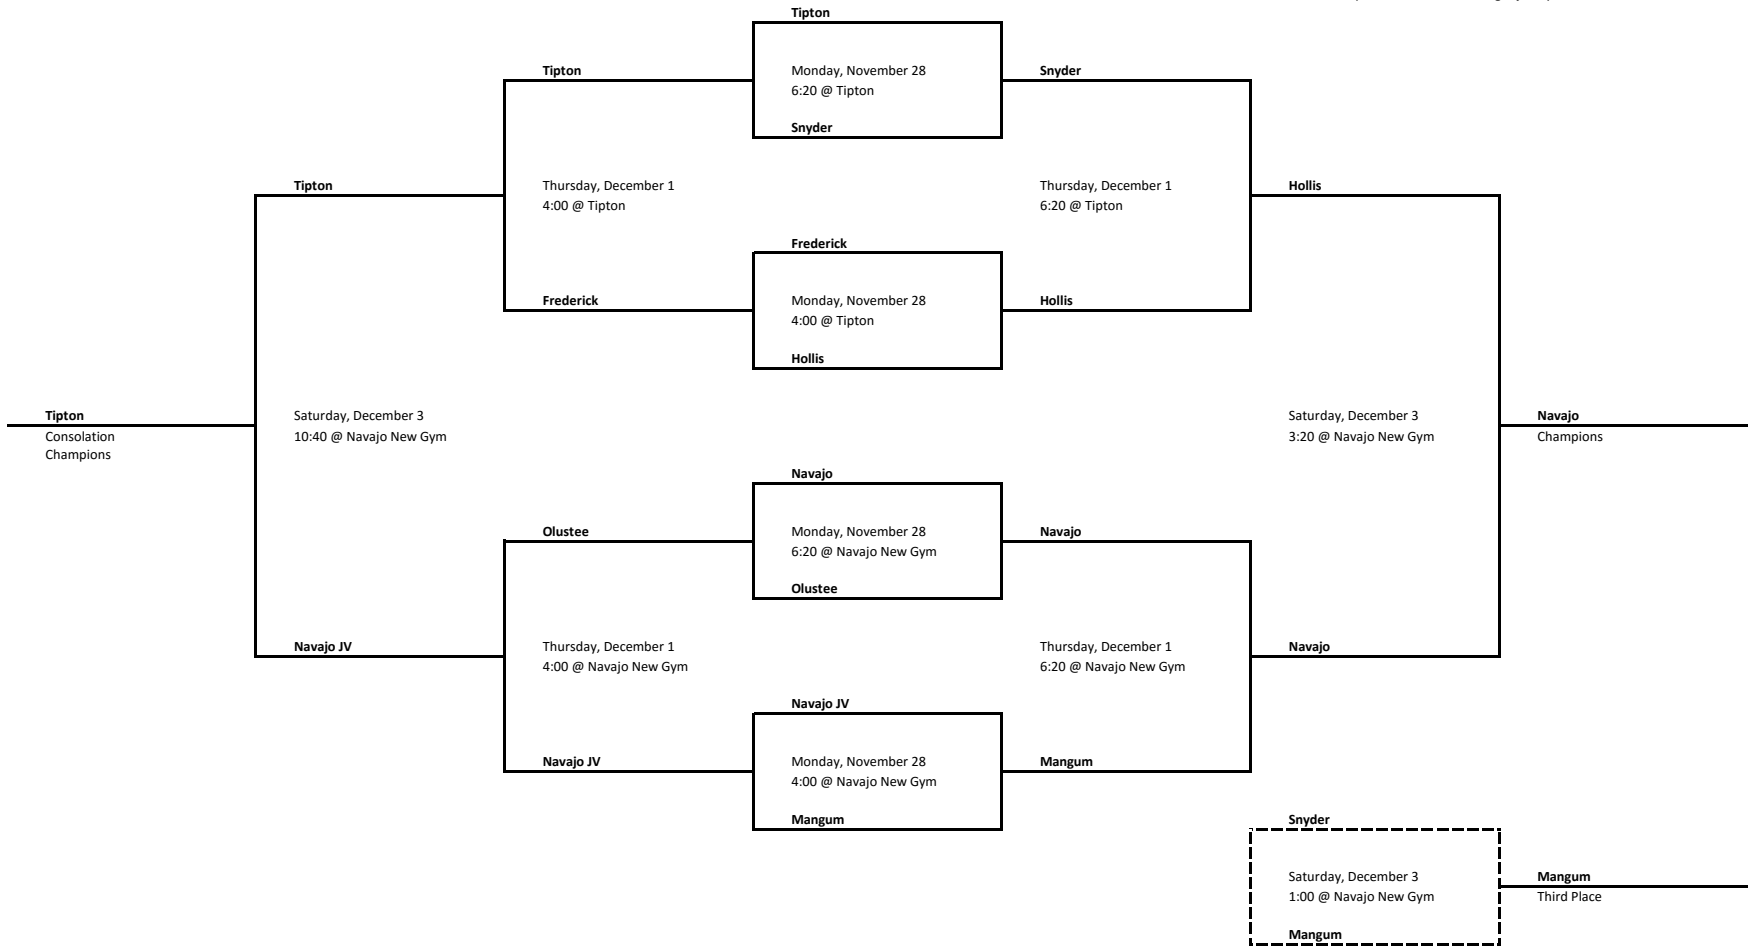 Tipton
Tipton
Monday, November 28
Snyder
6:20 @ Tipton
Snyder
Tipton
Thursday, December 1
Thursday, December 1
Hollis
4:00 @ Tipton
6:20 @ Tipton
Frederick
Frederick
Monday, November 28
Hollis
4:00 @ Tipton
Hollis
Tipton
Saturday, December 3
Saturday, December 3
Navajo
Consolation
10:40 @ Navajo New Gym
3:20 @ Navajo New Gym
Champions
Champions
Navajo
Olustee
Monday, November 28
Navajo
6:20 @ Navajo New Gym
Olustee
Navajo JV
Thursday, December 1
Thursday, December 1
Navajo
4:00 @ Navajo New Gym
6:20 @ Navajo New Gym
Navajo JV
Navajo JV
Monday, November 28
Mangum
4:00 @ Navajo New Gym
Mangum
Snyder
Saturday, December 3
Mangum
1:00 @ Navajo New Gym
Third Place
Mangum